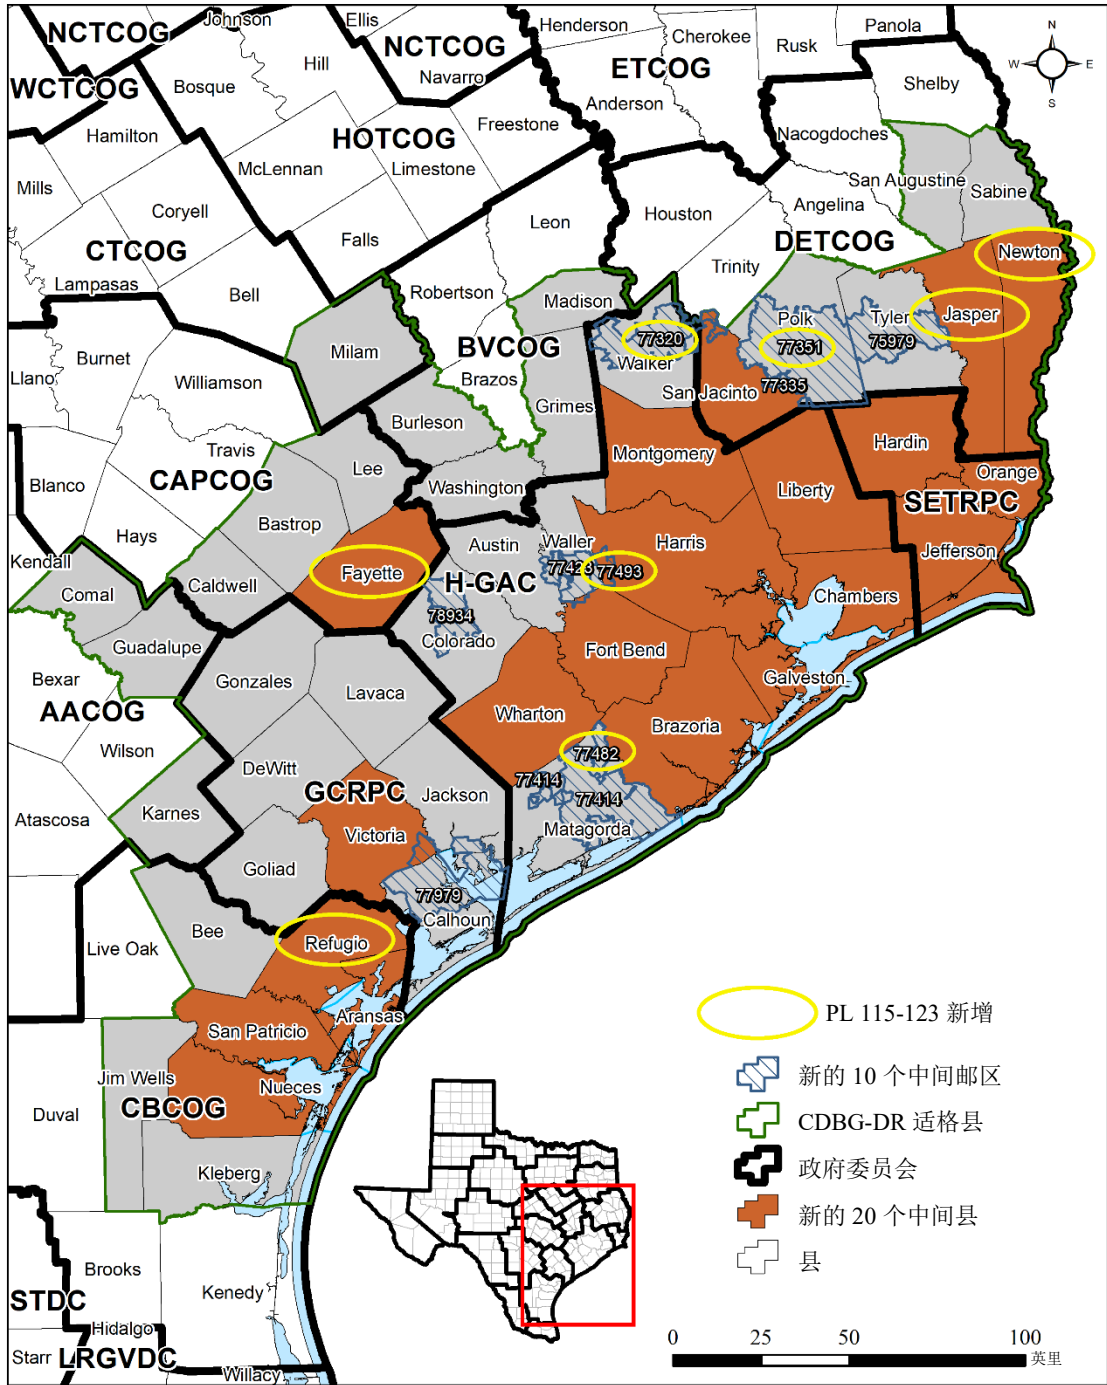 NCTCOG
Johnson
Ellis
NCTCOG
Henderson
Cherokee
Rusk
Panola
N
W
E
S
WCTCOG
Bosque
Hill
Navarro
ETCOG
Anderson
Shelby
Hamilton
HOTCOG
Freestone
Nacogdoches
McLennan
Limestone
San Augustine
Sabine
Mills
Coryell
Leon
Houston
Angelina
CTCOG
Falls
DETCOG
Newton
Lampasas
Bell
Robertson
Trinity
Madison
Polk
Tyler
Jasper
Burnet
Milam
BVCOG
77320
77351
75979
Llano
Williamson
Brazos
Walker
San Jacinto
77335
Grimes
Burleson
Travis
Montgomery
Hardin
Blanco
CAPCOG
Lee
Washington
Liberty
Orange
SETRPC
Hays
Bastrop
Austin
Waller
Harris
Jefferson
Kendall
Fayette
H-GAC
77423
77493
Comal
Caldwell
78934
Chambers
Guadalupe
Colorado
Fort Bend
Bexar
Gonzales
Lavaca
Galveston
AACOG
Wharton
Brazoria
Wilson
DeWitt
77482
GCRPC
Jackson
77414
77414
Atascosa
Karnes
Victoria
Matagorda
Goliad
77979
Calhoun
Bee
Live Oak
Refugio
Aransas
San Patricio
Jim Wells
Nueces
Duval
CBCOG
Kleberg
Brooks
STDC
Kenedy
Hidalgo
Starr
LRGVDC
Willacy
PL 115-123 新增
新的 10 个中间邮区
CDBG-DR 适格县
政府委员会
新的 20 个中间县
县
0 25 50 100
英里